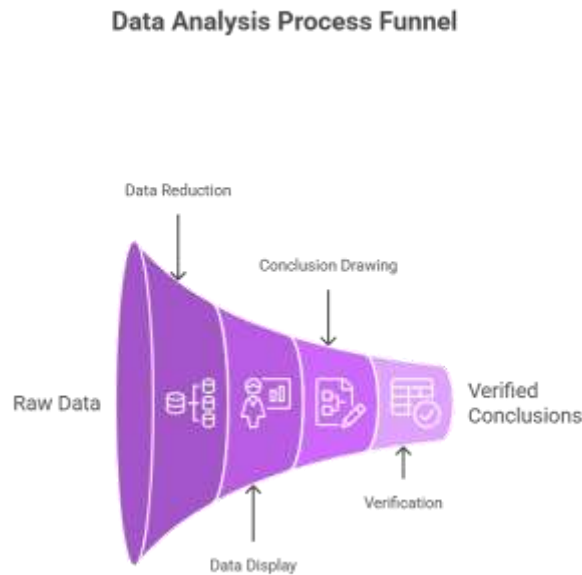 Data Analysis Process Funnel
Data Reduction
Conclusion Drawing
Raw Data
Verified
Conclusions
Verification
Data Display